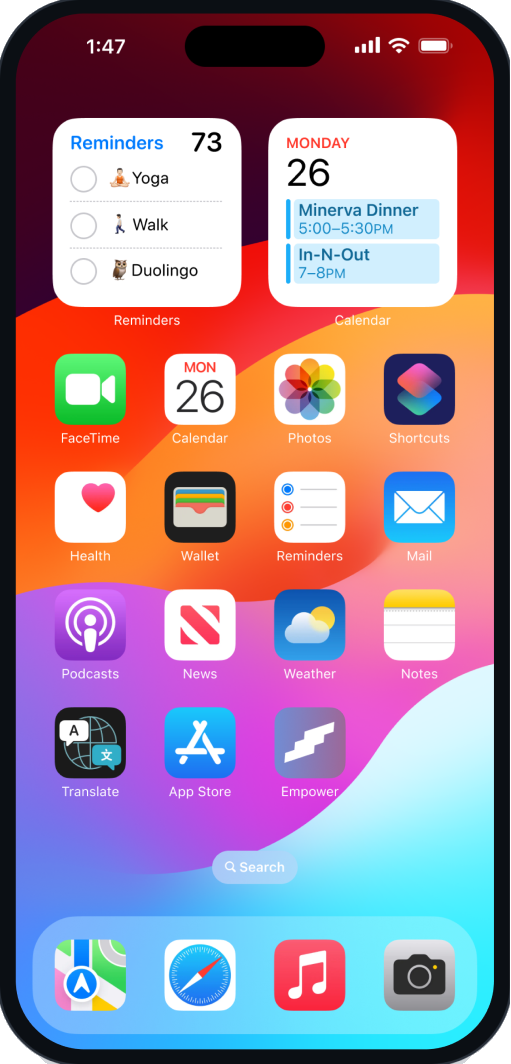 1:47
Reminders 73
Yoga
Walk
Duolingo
Reminders
MONDAY
26
Minerva Dinner
5:00–5:30PM
In-N-Out
7–8PM
Calendar
MON
26
FaceTime
Calendar
Photos
Shortcuts
Health
Wallet
Reminders
Mail
Podcasts
News
Weather
Notes
A
文
Translate
App Store
Empower
Search